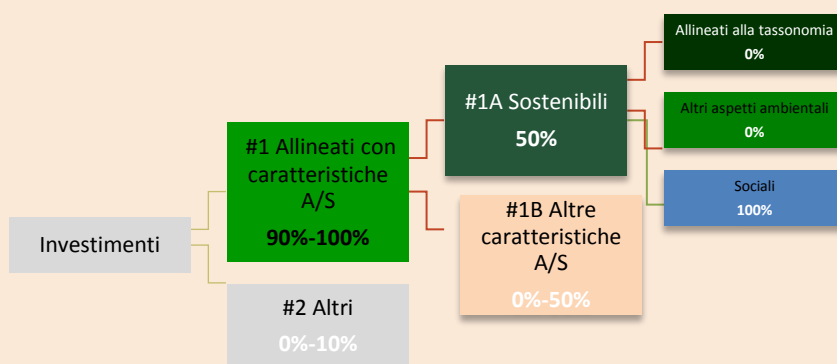 Investimenti
#1 Allineati con
caratteristiche
A/S
90%-100%
#2 Altri
0%-10%
#1A Sostenibili
50%
#1B Altre
caratteristiche
A/S
0%-50%
Allineati alla tassonomia
0%
Altri aspetti ambientali
0%
Sociali
100%